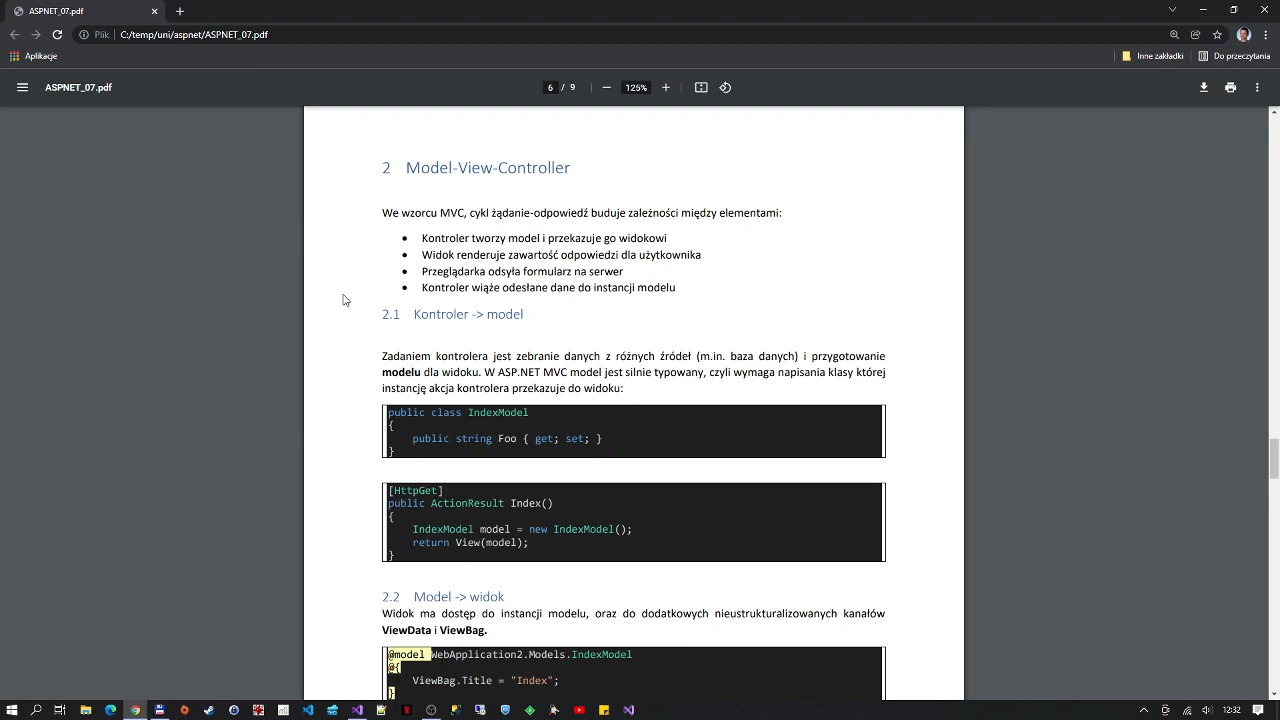 ASPNET_07.pdf
Plik C:/temp/uni/aspnet/ASPNET_07.pdf
Aplikacje Inne zakładki Do przeczytania
ASPNET_07.pdf 6 / 9 125%
2 Model-View-Controller
We wzorcu MVC, cykl żądanie-odpowiedź buduje zależności między elementami:
• Kontroler tworzy model i przekazuje go widokowi
• Widok renderuje zawartość odpowiedzi dla użytkownika
• Przeglądarka odsyła formularz na serwer
• Kontroler wiąże odesłane dane do instancji modelu
2.1 Kontroler -> model
Zadaniem kontrolera jest zebranie danych z różnych źródeł (m.in. baza danych) i przygotowanie
modelu dla widoku. W ASP.NET MVC model jest silnie typowany, czyli wymaga napisania klasy której
instancję akcja kontrolera przekazuje do widoku:
public class IndexModel
{
public string Foo { get; set; }
}
[HttpGet]
public ActionResult Index()
{
IndexModel model = new IndexModel();
return View(model);
}
2.2 Model -> widok
Widok ma dostęp do instancji modelu, oraz do dodatkowych nieustrukturalizowanych kanałów
ViewData i ViewBag.
@model WebApplication2.Models.IndexModel
@{
ViewBag.Title = "Index";
}
12:32